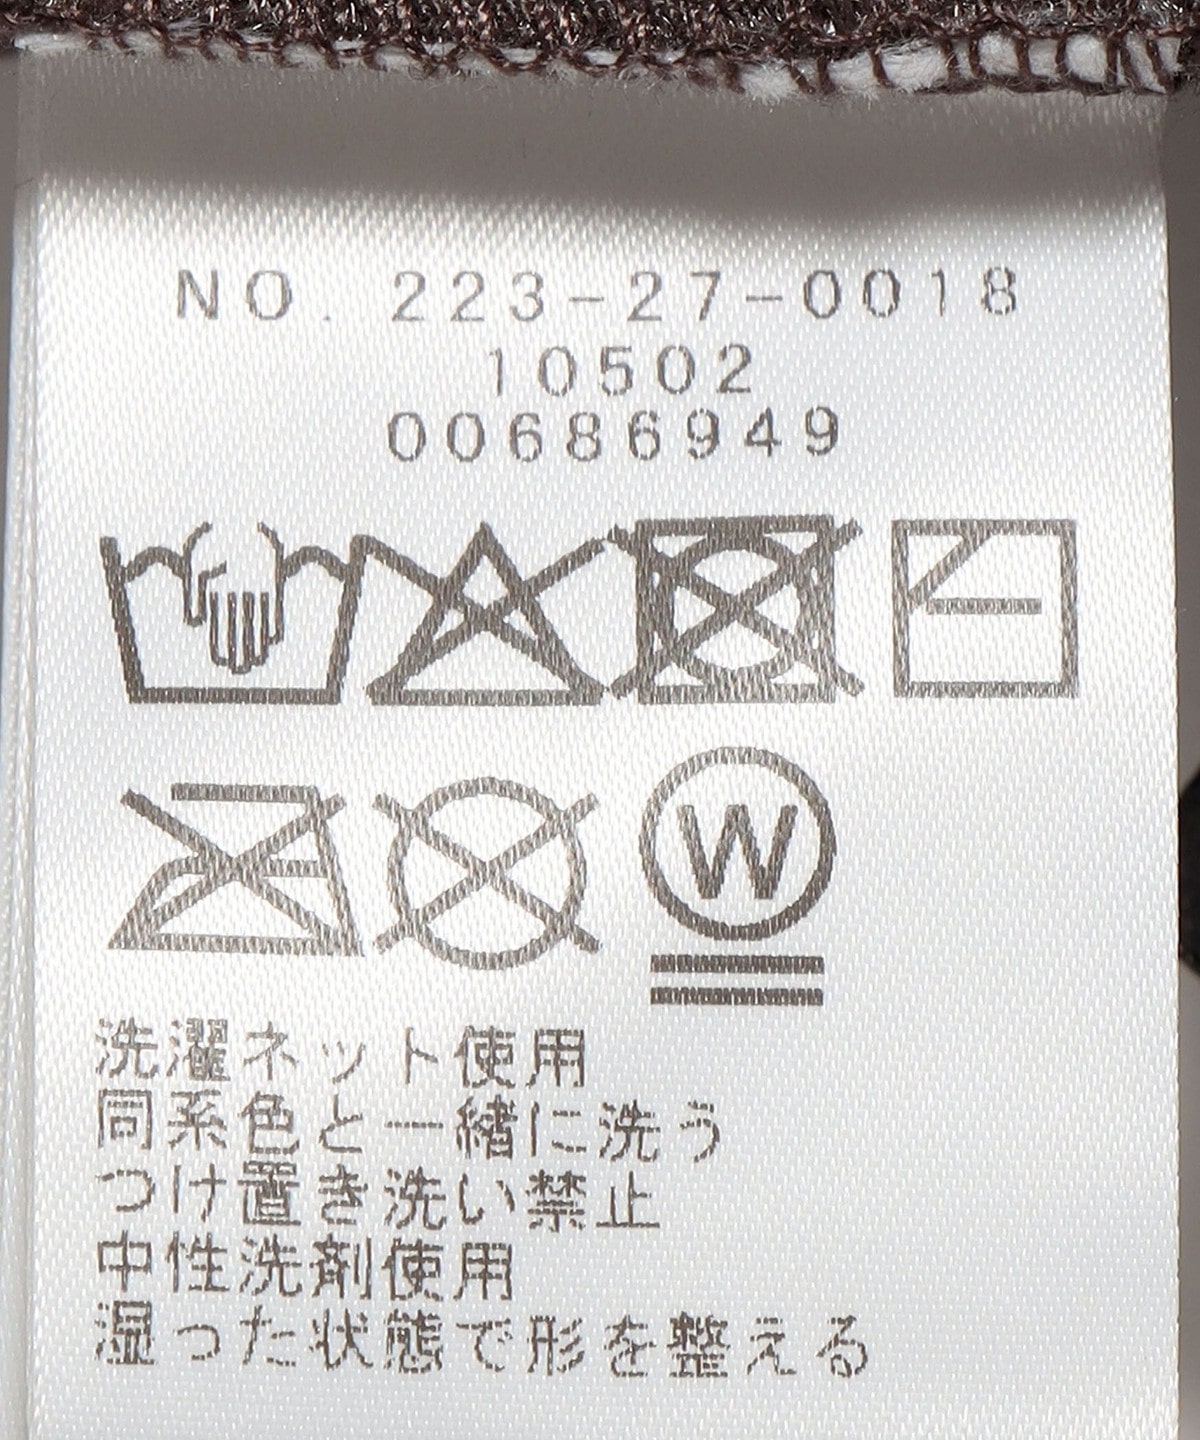 NO. 223-27-0018
10502
00686949
W
洗濯ネット使用
同系色と一緒に洗う
つけ置き洗い禁止
中性洗剤使用
湿った状態で形を整える